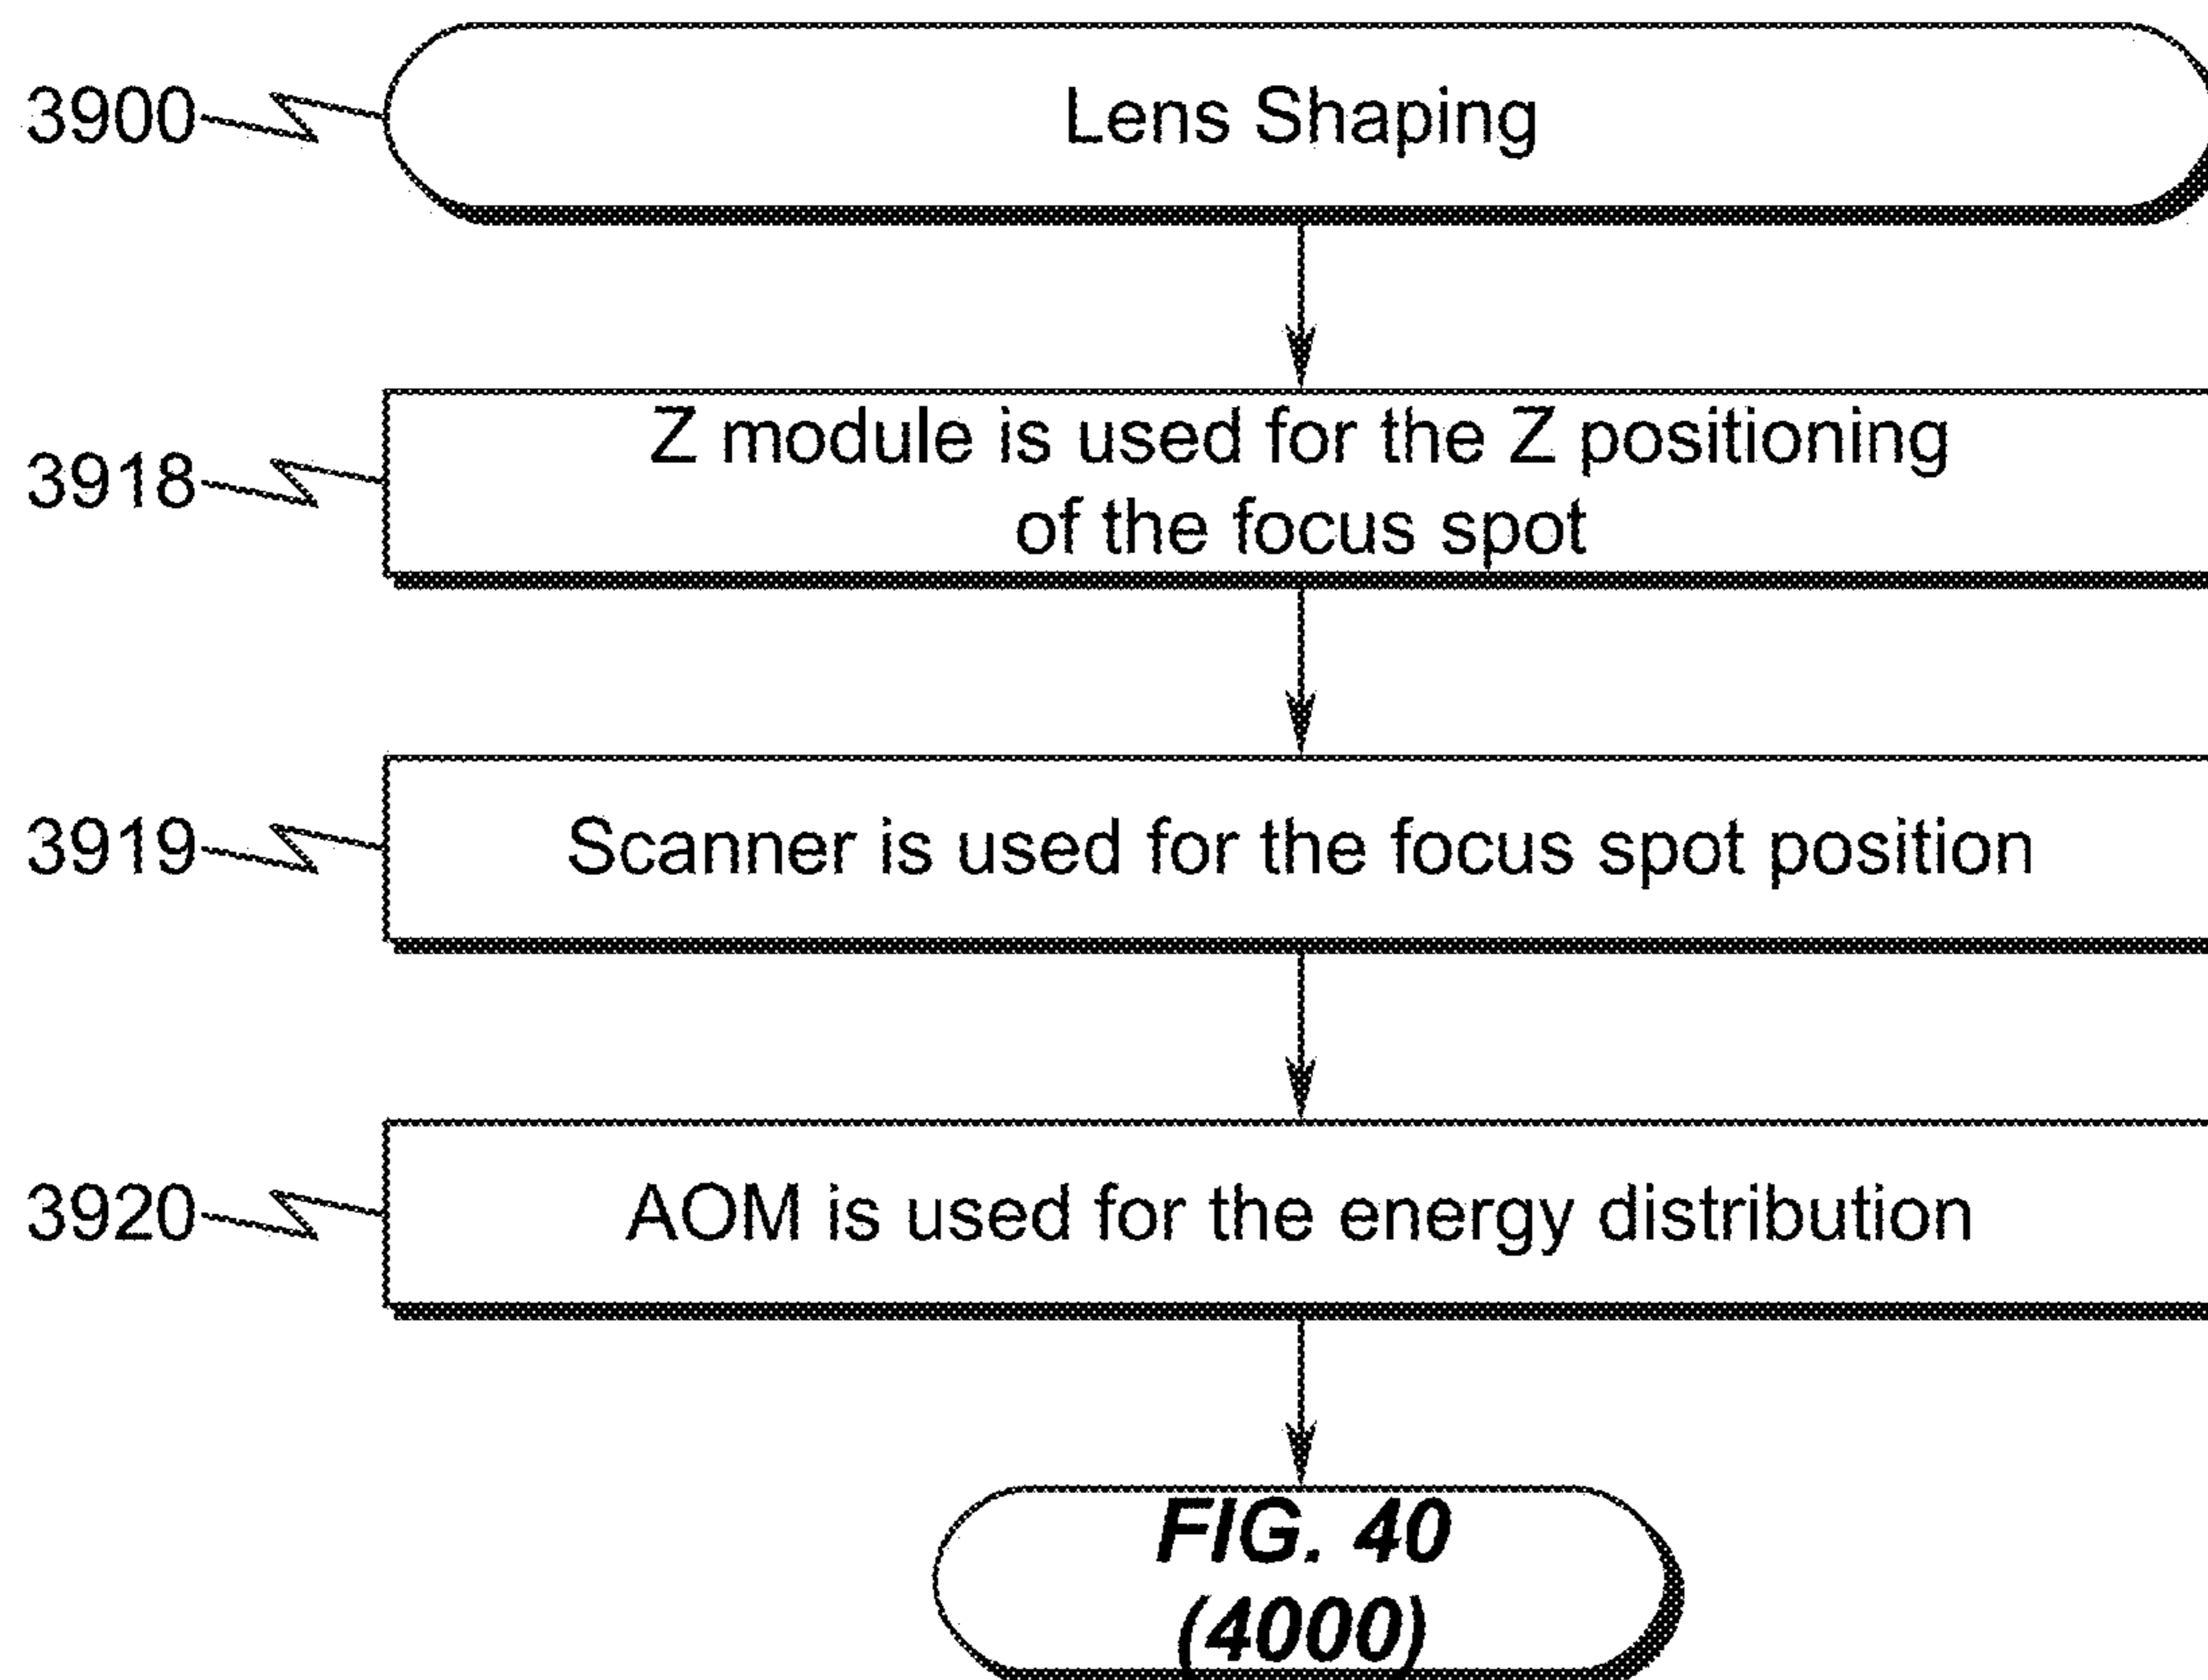 3900
Lens Shaping
3918
Z module is used for the Z positioning
of the focus spot
3919
Scanner is used for the focus spot position
3920
AOM is used for the energy distribution
FIG. 40
(4000)